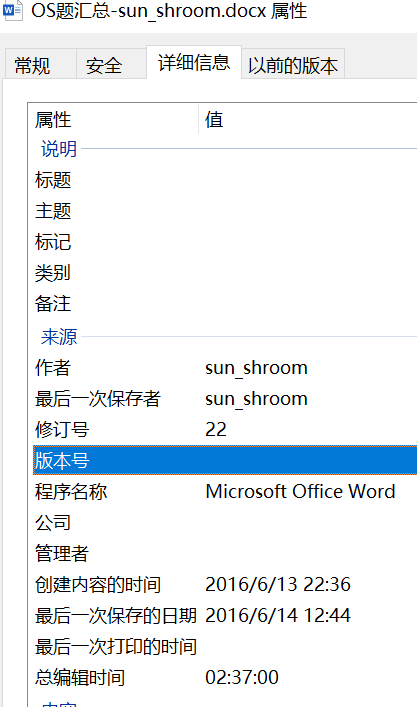 OS题汇总-sun_shroom.docx 属性
常规 安全 详细信息 以前的版本
属性 值
说明
标题
主题
标记
类别
备注
来源
作者 sun_shroom
最后一次保存者 sun_shroom
修订号 22
版本号
程序名称 Microsoft Office Word
公司
管理者
创建内容的时间 2016/6/13 22:36
最后一次保存的日期 2016/6/14 12:44
最后一次打印的时间
总编辑时间 02:37:00